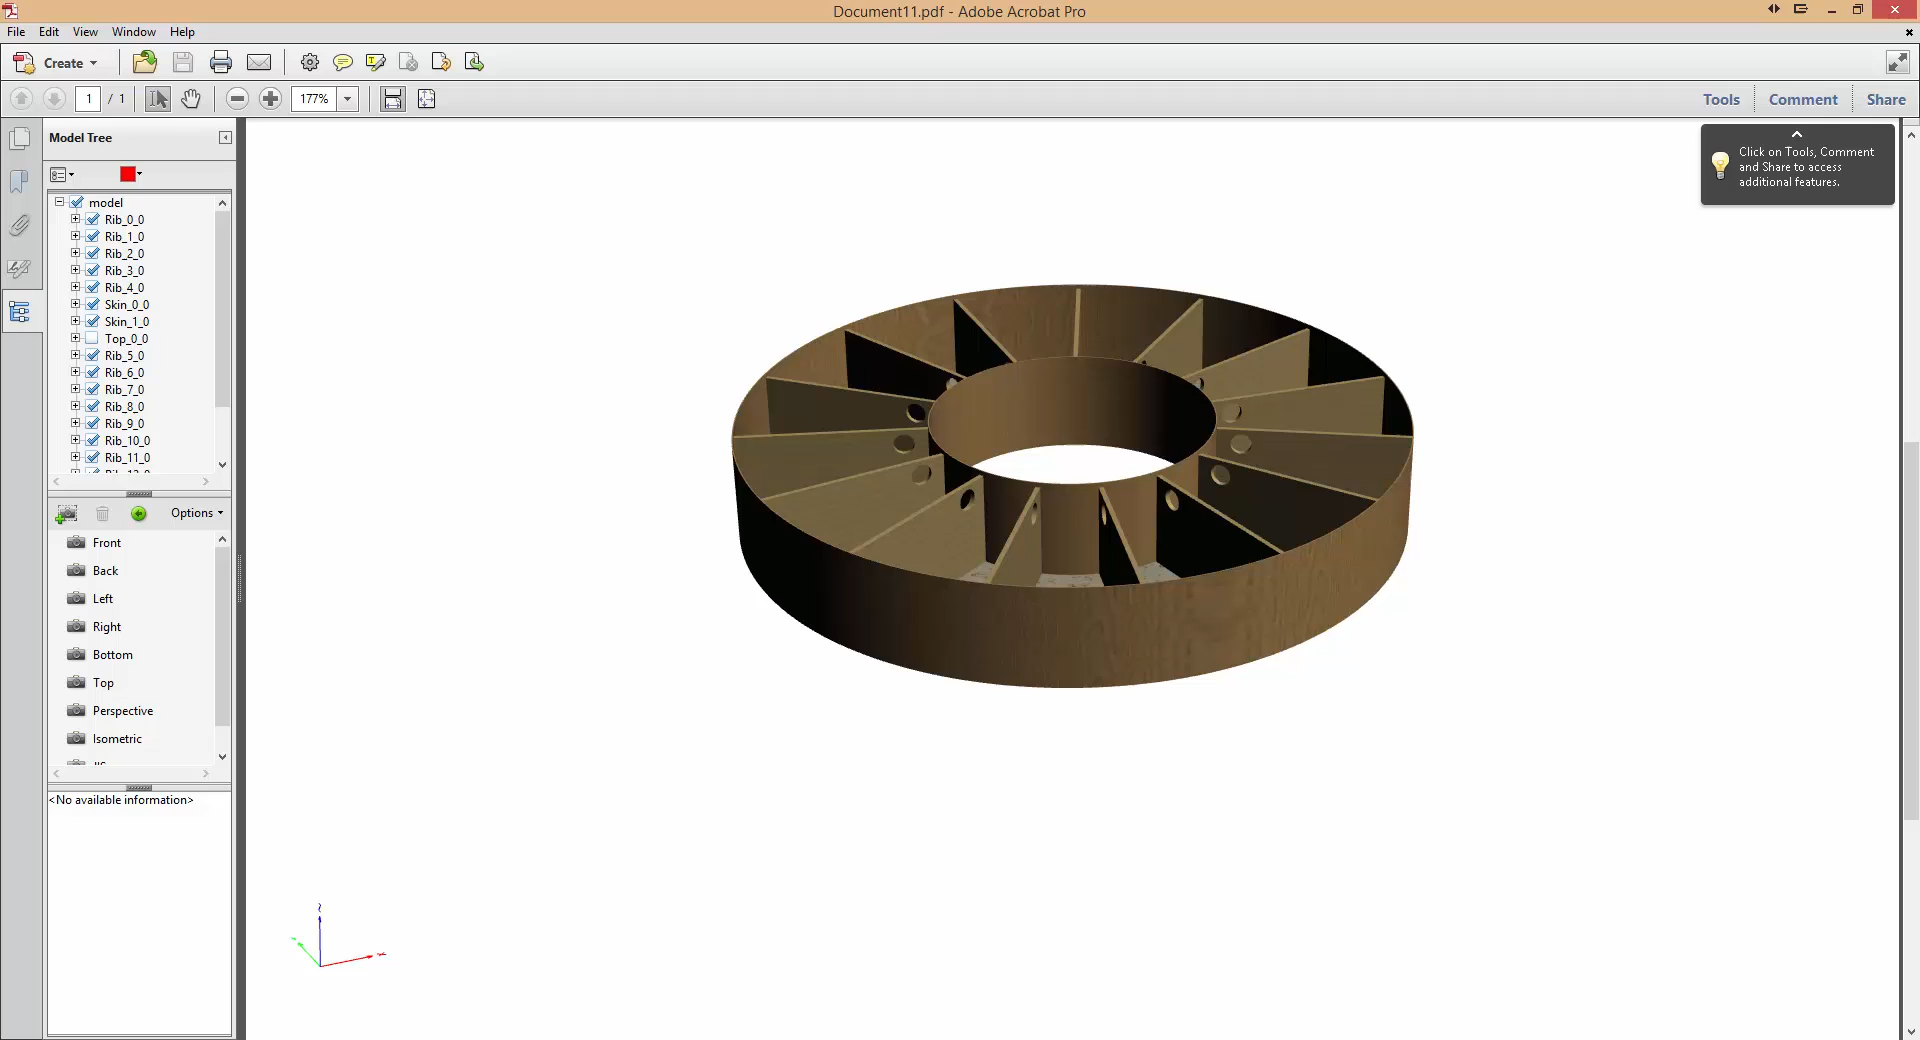 Document11.pdf - Adobe Acrobat Pro
File Edit View Window Help
Create
1 / 1
177%
Tools Comment Share
Model Tree
Click on Tools, Comment
and Share to access
additional features.
model
Rib_0_0
Rib_1_0
Rib_2_0
Rib_3_0
Rib_4_0
Skin_0_0
Skin_1_0
Top_0_0
Rib_5_0
Rib_6_0
Rib_7_0
Rib_8_0
Rib_9_0
Rib_10_0
Rib_11_0
Options
Front
Back
Left
Right
Bottom
Top
Perspective
Isometric
<No available information>